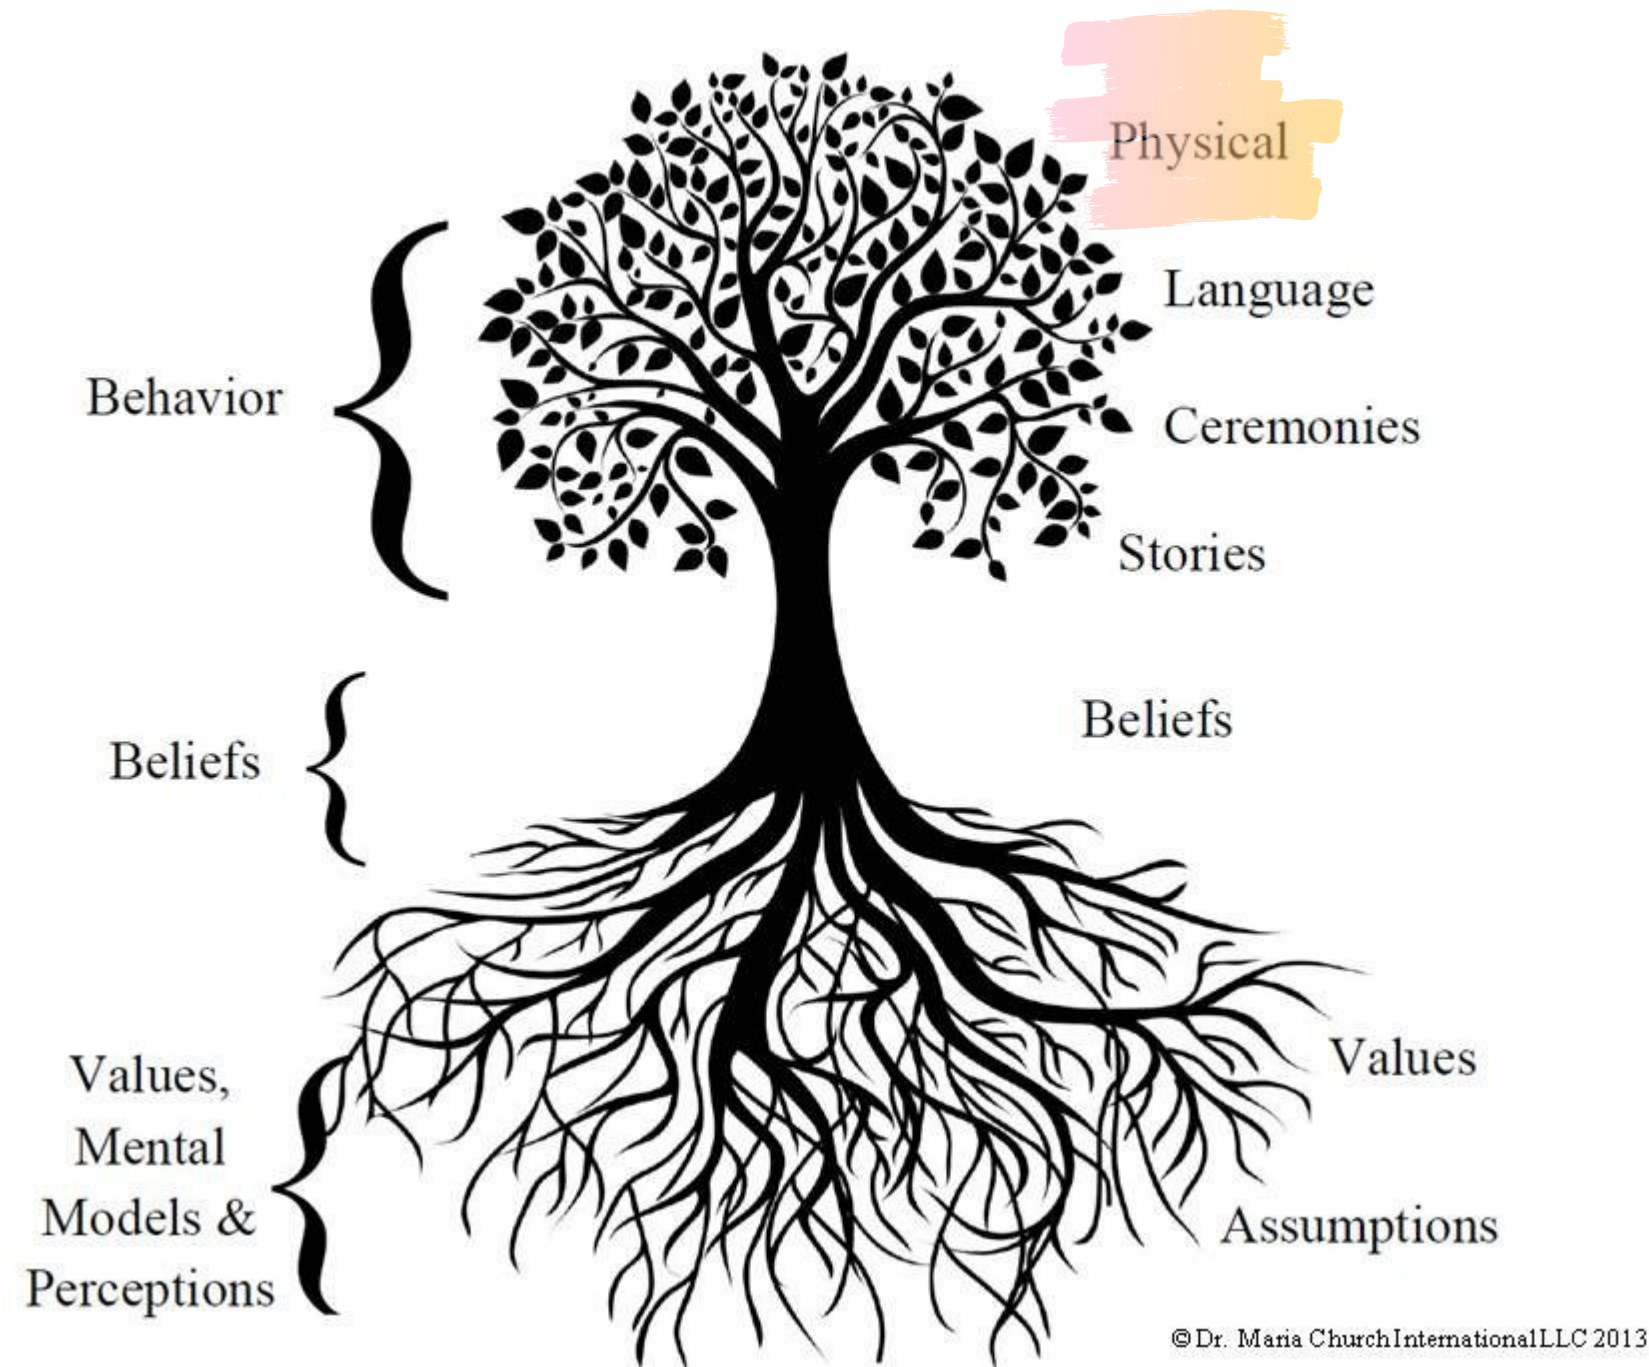 Physical
Language
Behavior
Ceremonies
Stories
Beliefs
Beliefs
Values,
Mental
Models &
Perceptions
Values
Assumptions
© Dr. Maria Church International LLC 2013